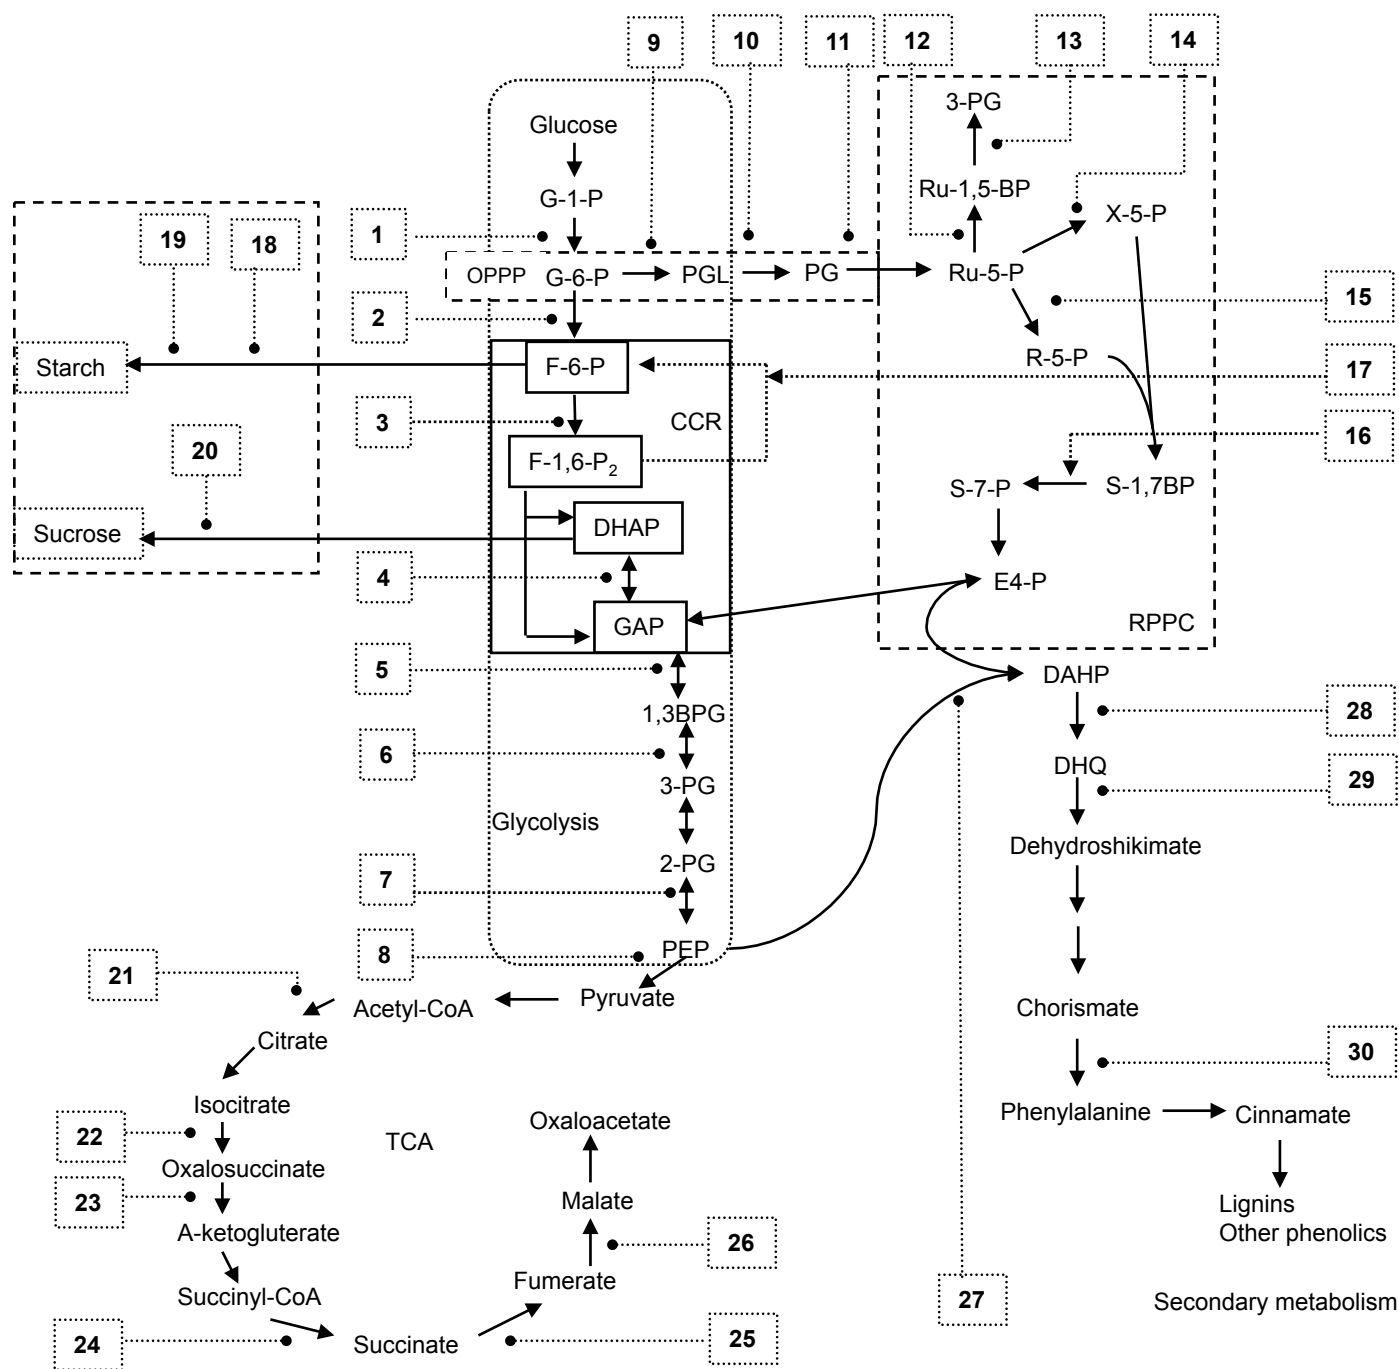 9
10
11
12
13
14
3-PG
Glucose
Ru-1,5-BP
G-1-P
X-5-P
19
18
1
OPPP
G-6-P
PGL
PG
Ru-5-P
2
15
Starch
F-6-P
R-5-P
17
3
CCR
20
F-1,6-P2
16
S-7-P
S-1,7BP
Sucrose
DHAP
4
E4-P
GAP
RPPC
5
DAHP
1,3BPG
28
6
DHQ
3-PG
29
Glycolysis
Dehydroshikimate
2-PG
7
8
PEP
21
Pyruvate
Acetyl-CoA
Chorismate
Citrate
30
Isocitrate
Phenylalanine
Cinnamate
22
TCA
Oxaloacetate
Oxalosuccinate
23
Malate
Lignins
Other phenolics
A-ketogluterate
26
Fumerate
Succinyl-CoA
27
Secondary metabolism
24
Succinate
25